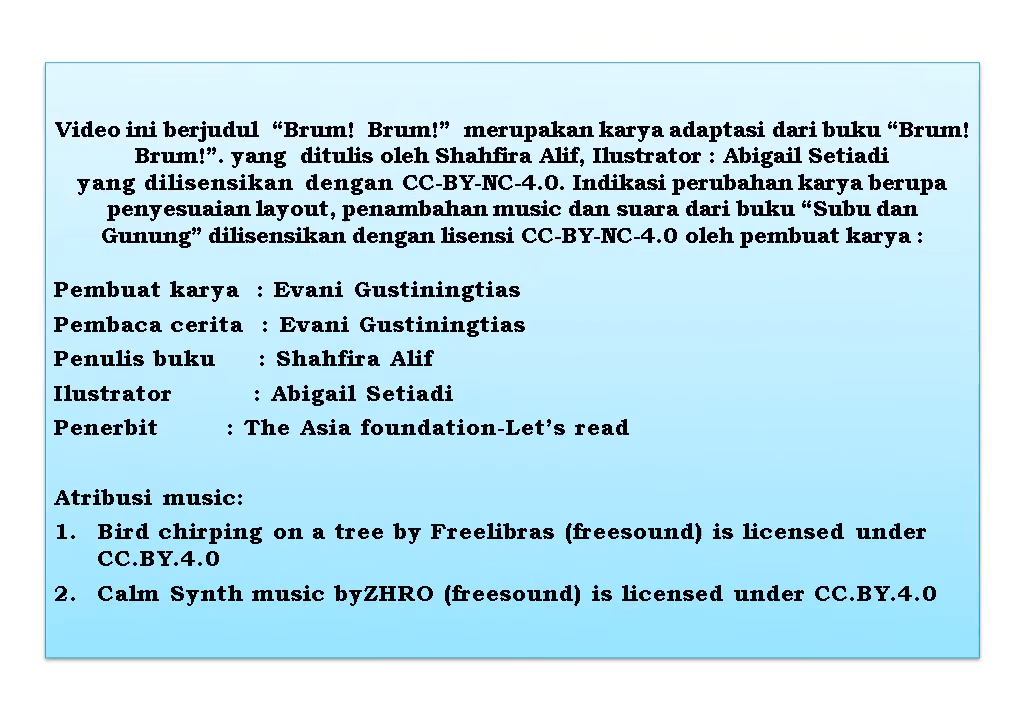 Video ini berjudul “Brum! Brum!” merupakan karya adaptasi dari buku “Brum!
Brum!”. yang ditulis oleh Shahfira Alif, Ilustrator : Abigail Setiadi
yang dilisensikan dengan CC-BY-NC-4.0. Indikasi perubahan karya berupa
penyesuaian layout, penambahan music dan suara dari buku “Subu dan
Gunung” dilisensikan dengan lisensi CC-BY-NC-4.0 oleh pembuat karya :
Pembuat karya : Evani Gustiningtias
Pembaca cerita : Evani Gustiningtias
Penulis buku : Shahfira Alif
Ilustrator : Abigail Setiadi
Penerbit : The Asia foundation-Let’s read
Atribusi music:
1. Bird chirping on a tree by Freelibras (freesound) is licensed under
CC.BY.4.0
2. Calm Synth music byZHRO (freesound) is licensed under CC.BY.4.0